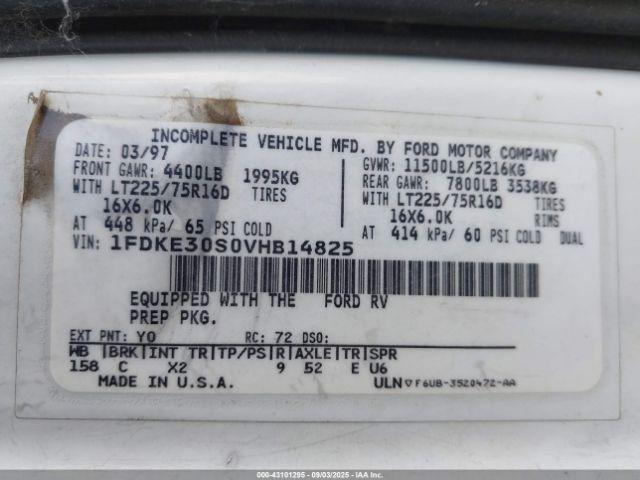 INCOMPLETE VEHICLE MFD. BY FORD MOTOR COMPANY
DATE: 03/97 GVWR: 11500LB/5216KG
FRONT GAWR: 4400LB 1995KG REAR GAWR: 7800LB 3538KG
WITH LT225/75R16D TIRES WITH LT225/75R16D TIRES
16X6.0K 16X6.0K RIMS
AT 448 kPa/ 65 PSI COLD AT 414 kPa/ 60 PSI COLD DUAL
VIN: 1FDKE30S0VHB14825
EQUIPPED WITH THE FORD RV
PREP PKG.
EXT PNT: YO RC: 72 DSO:
WB |BRK|INT TR|TP/PS|R|AXLE|TR|SPR
158 C X2 9 52 E U6
MADE IN U.S.A. ULN ▽ F6UB-3520472-AA
000-43101295 - 09/03/2025 - IAA Inc.